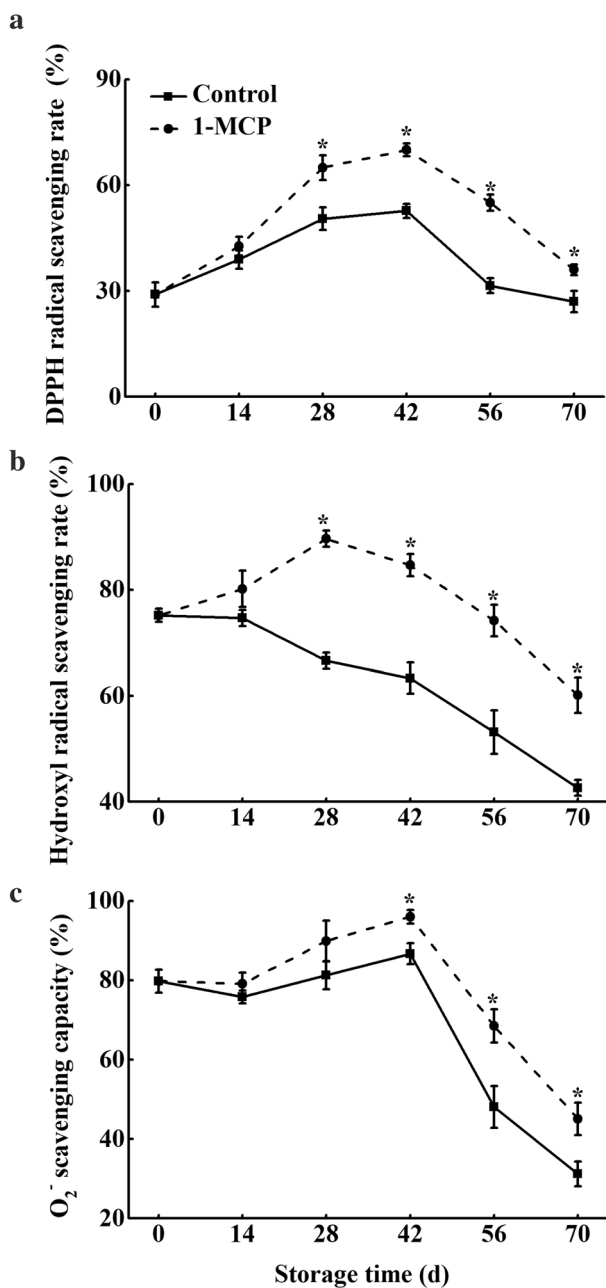 a
DPPH radical scavenging rate (%)
90
60
30
0
Control
1-MCP
*
*
*
*
0 14 28 42 56 70
b
Hydroxyl radical scavenging rate (%)
100
80
60
40
*
*
*
*
0 14 28 42 56 70
c
O₂⁻ scavenging capacity (%)
100
80
60
40
20
*
*
*
0 14 28 42 56 70
Storage time (d)